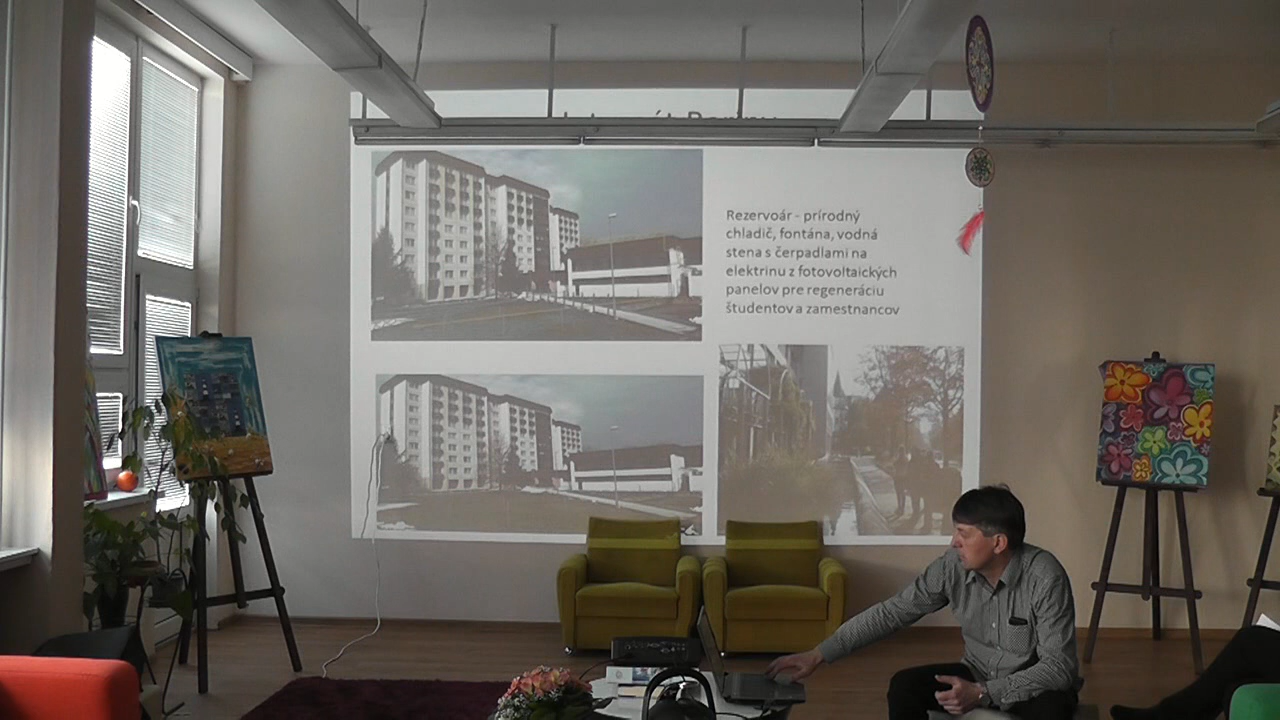 Rezervoár - prírodný
chladič, fontána, vodná
stena s čerpadlami na
elektrinu z fotovoltaických
panelov pre regeneráciu
študentov a zamestnancov